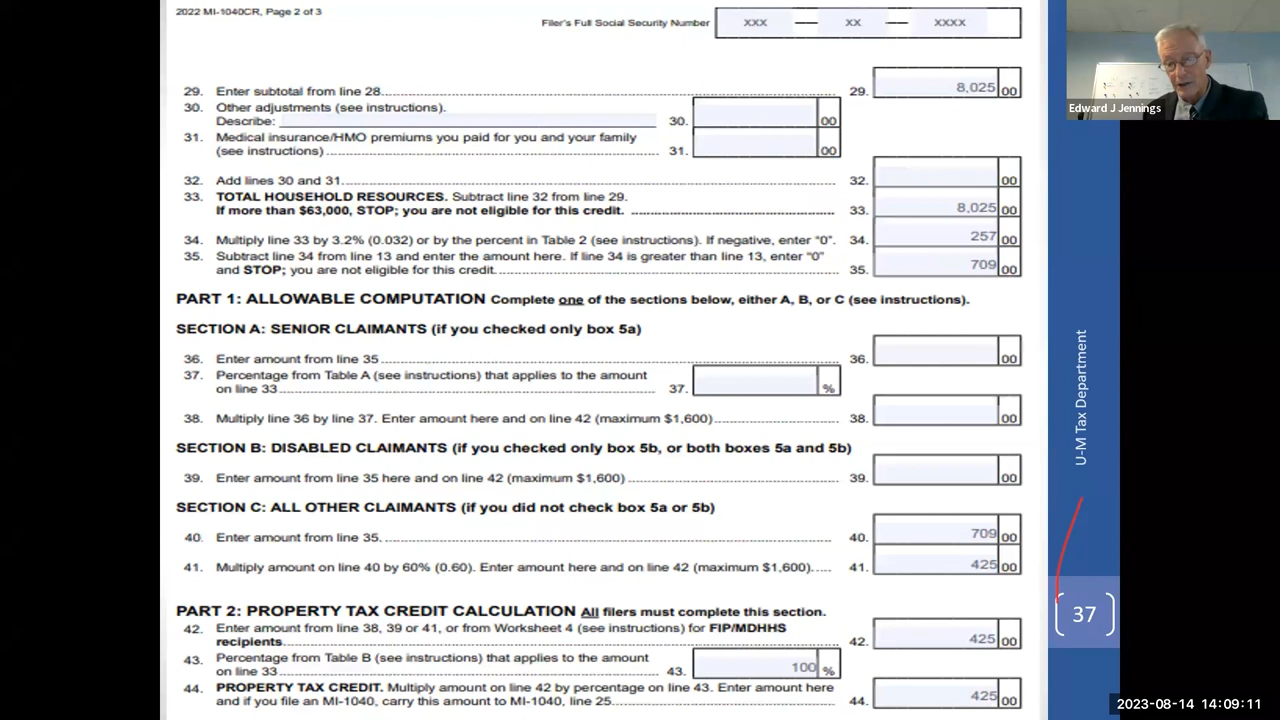 2022 MI-1040CR, Page 2 of 3
Filer's Full Social Security Number XXX — XX — XXXX
29. Enter subtotal from line 28 29. 8,025 00
30. Other adjustments (see instructions).
Describe: 30. 00
31. Medical insurance/HMO premiums you paid for you and your family
(see instructions) 31. 00
32. Add lines 30 and 31 32. 00
33. TOTAL HOUSEHOLD RESOURCES. Subtract line 32 from line 29.
If more than $63,000, STOP; you are not eligible for this credit. 33. 8,025 00
34. Multiply line 33 by 3.2% (0.032) or by the percent in Table 2 (see instructions). If negative, enter “0”. 34. 257 00
35. Subtract line 34 from line 13 and enter the amount here. If line 34 is greater than line 13, enter “0”
and STOP; you are not eligible for this credit. 35. 709 00
PART 1: ALLOWABLE COMPUTATION Complete one of the sections below, either A, B, or C (see instructions).
SECTION A: SENIOR CLAIMANTS (if you checked only box 5a)
36. Enter amount from line 35 36. 00
37. Percentage from Table A (see instructions) that applies to the amount
on line 33 37. %
38. Multiply line 36 by line 37. Enter amount here and on line 42 (maximum $1,600) 38. 00
SECTION B: DISABLED CLAIMANTS (if you checked only box 5b, or both boxes 5a and 5b)
39. Enter amount from line 35 here and on line 42 (maximum $1,600) 39. 00
SECTION C: ALL OTHER CLAIMANTS (if you did not check box 5a or 5b)
40. Enter amount from line 35. 40. 709 00
41. Multiply amount on line 40 by 60% (0.60). Enter amount here and on line 42 (maximum $1,600). 41. 425 00
PART 2: PROPERTY TAX CREDIT CALCULATION All filers must complete this section.
42. Enter amount from line 38, 39 or 41, or from Worksheet 4 (see instructions) for FIP/MDHHS
recipients 42. 425 00
43. Percentage from Table B (see instructions) that applies to the amount
on line 33 43. 100 %
44. PROPERTY TAX CREDIT. Multiply amount on line 42 by percentage on line 43. Enter amount here
and if you file an MI-1040, carry this amount to MI-1040, line 25. 44. 425 00
Edward J Jennings
U-M Tax Department
37
2023-08-14 14:09:11